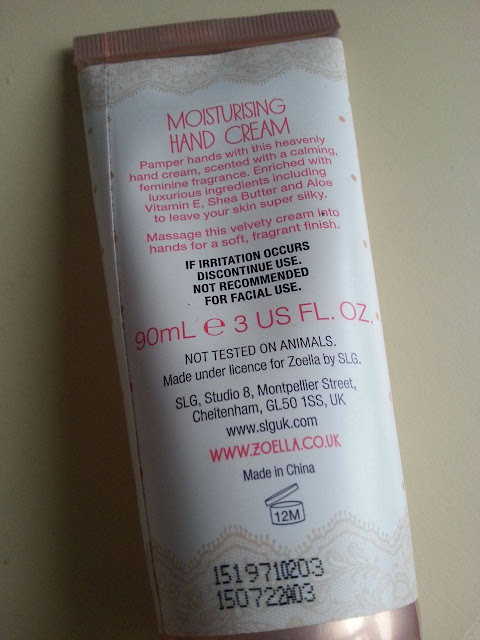 MOISTURISING
HAND CREAM
Pamper hands with this heavenly
hand cream, scented with a calming,
feminine fragrance. Enriched with
luxurious ingredients including
Vitamin E, Shea Butter and Aloe
to leave your skin super silky.
Massage this velvety cream into
hands for a soft, fragrant finish.
IF IRRITATION OCCURS
DISCONTINUE USE.
NOT RECOMMENDED
FOR FACIAL USE.
90mL ℮ 3 US FL. OZ.
NOT TESTED ON ANIMALS.
Made under licence for Zoella by SLG.
SLG, Studio 8, Montpellier Street,
Cheltenham, GL50 1SS, UK
www.slguk.com
WWW.ZOELLA.CO.UK
Made in China
12M
1519710203
150722A03